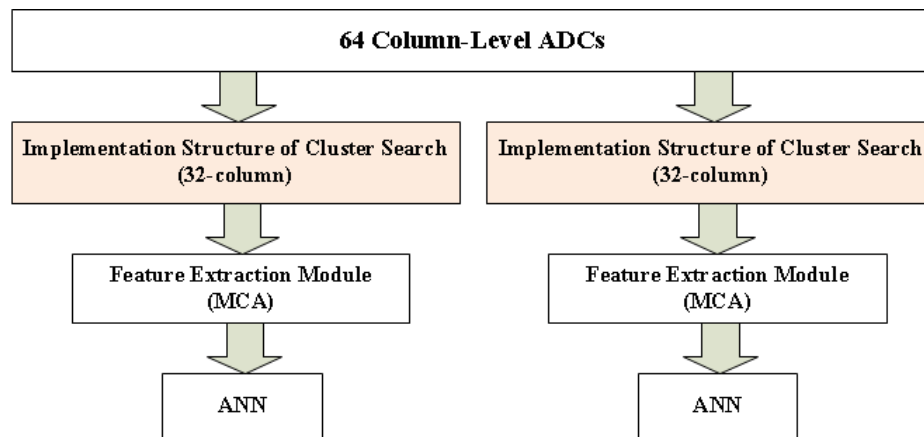 64 Column-Level ADCs
Implementation Structure of Cluster Search
(32-column)
Implementation Structure of Cluster Search
(32-column)
Feature Extraction Module
(MCA)
Feature Extraction Module
(MCA)
ANN
ANN